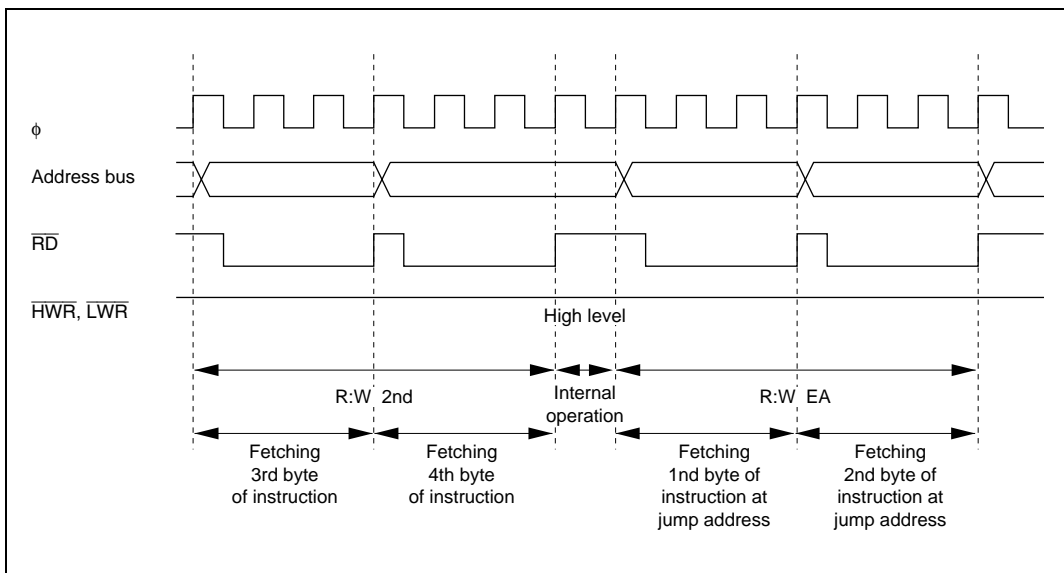 φ
Address bus
RD
HWR, LWR
High level
R:W 2nd
Internal
operation
R:W EA
Fetching
3rd byte
of instruction
Fetching
4th byte
of instruction
Fetching
1nd byte of
instruction at
jump address
Fetching
2nd byte of
instruction at
jump address